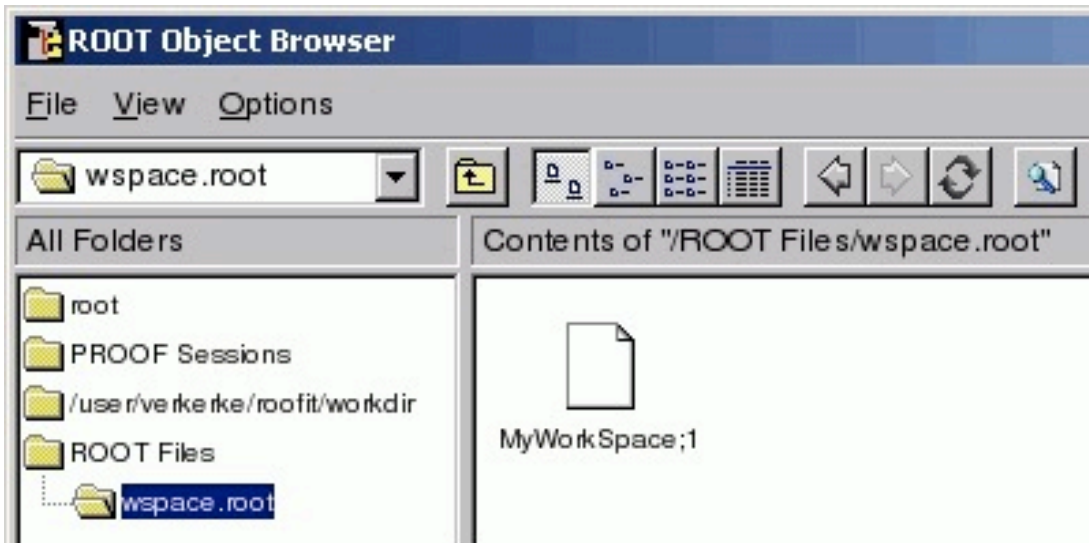 ROOT Object Browser
File View Options
wspace.root
All Folders
Contents of "/ROOT Files/wspace.root"
root
PROOF Sessions
/user/verkerke/roofit/workdir
ROOT Files
wspace.root
MyWorkSpace;1